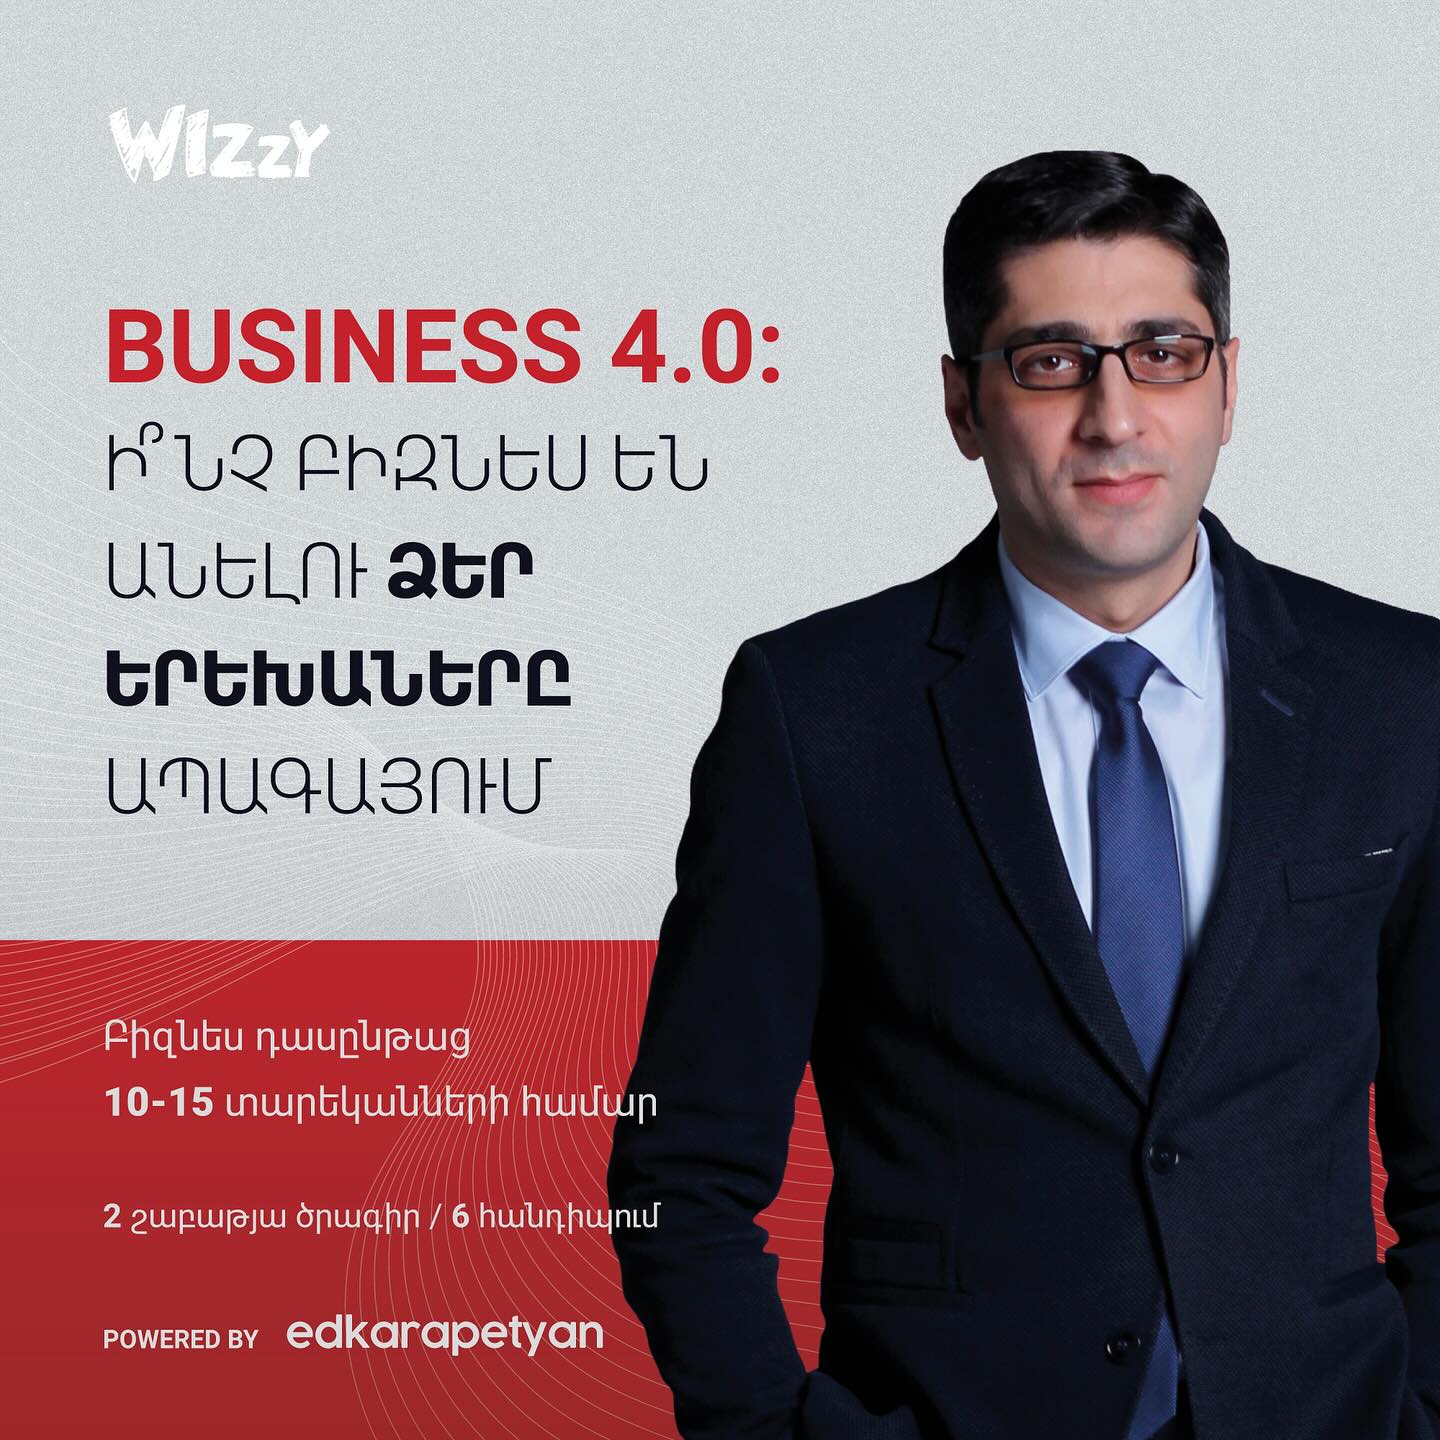 WIZZY
BUSINESS 4.0:
Ի՞ՆՉ ԲԻԶՆԵՍ ԵՆ
ԱՆԵԼՈՒ ՁԵՐ
ԵՐԵԽԱՆԵՐԸ
ԱՊԱԳԱՅՈՒՄ
Բիզնես դասընթաց
10-15 տարեկանների համար
2 շաբաթյա ծրագիր / 6 հանդիպում
POWERED BY edkarapetyan